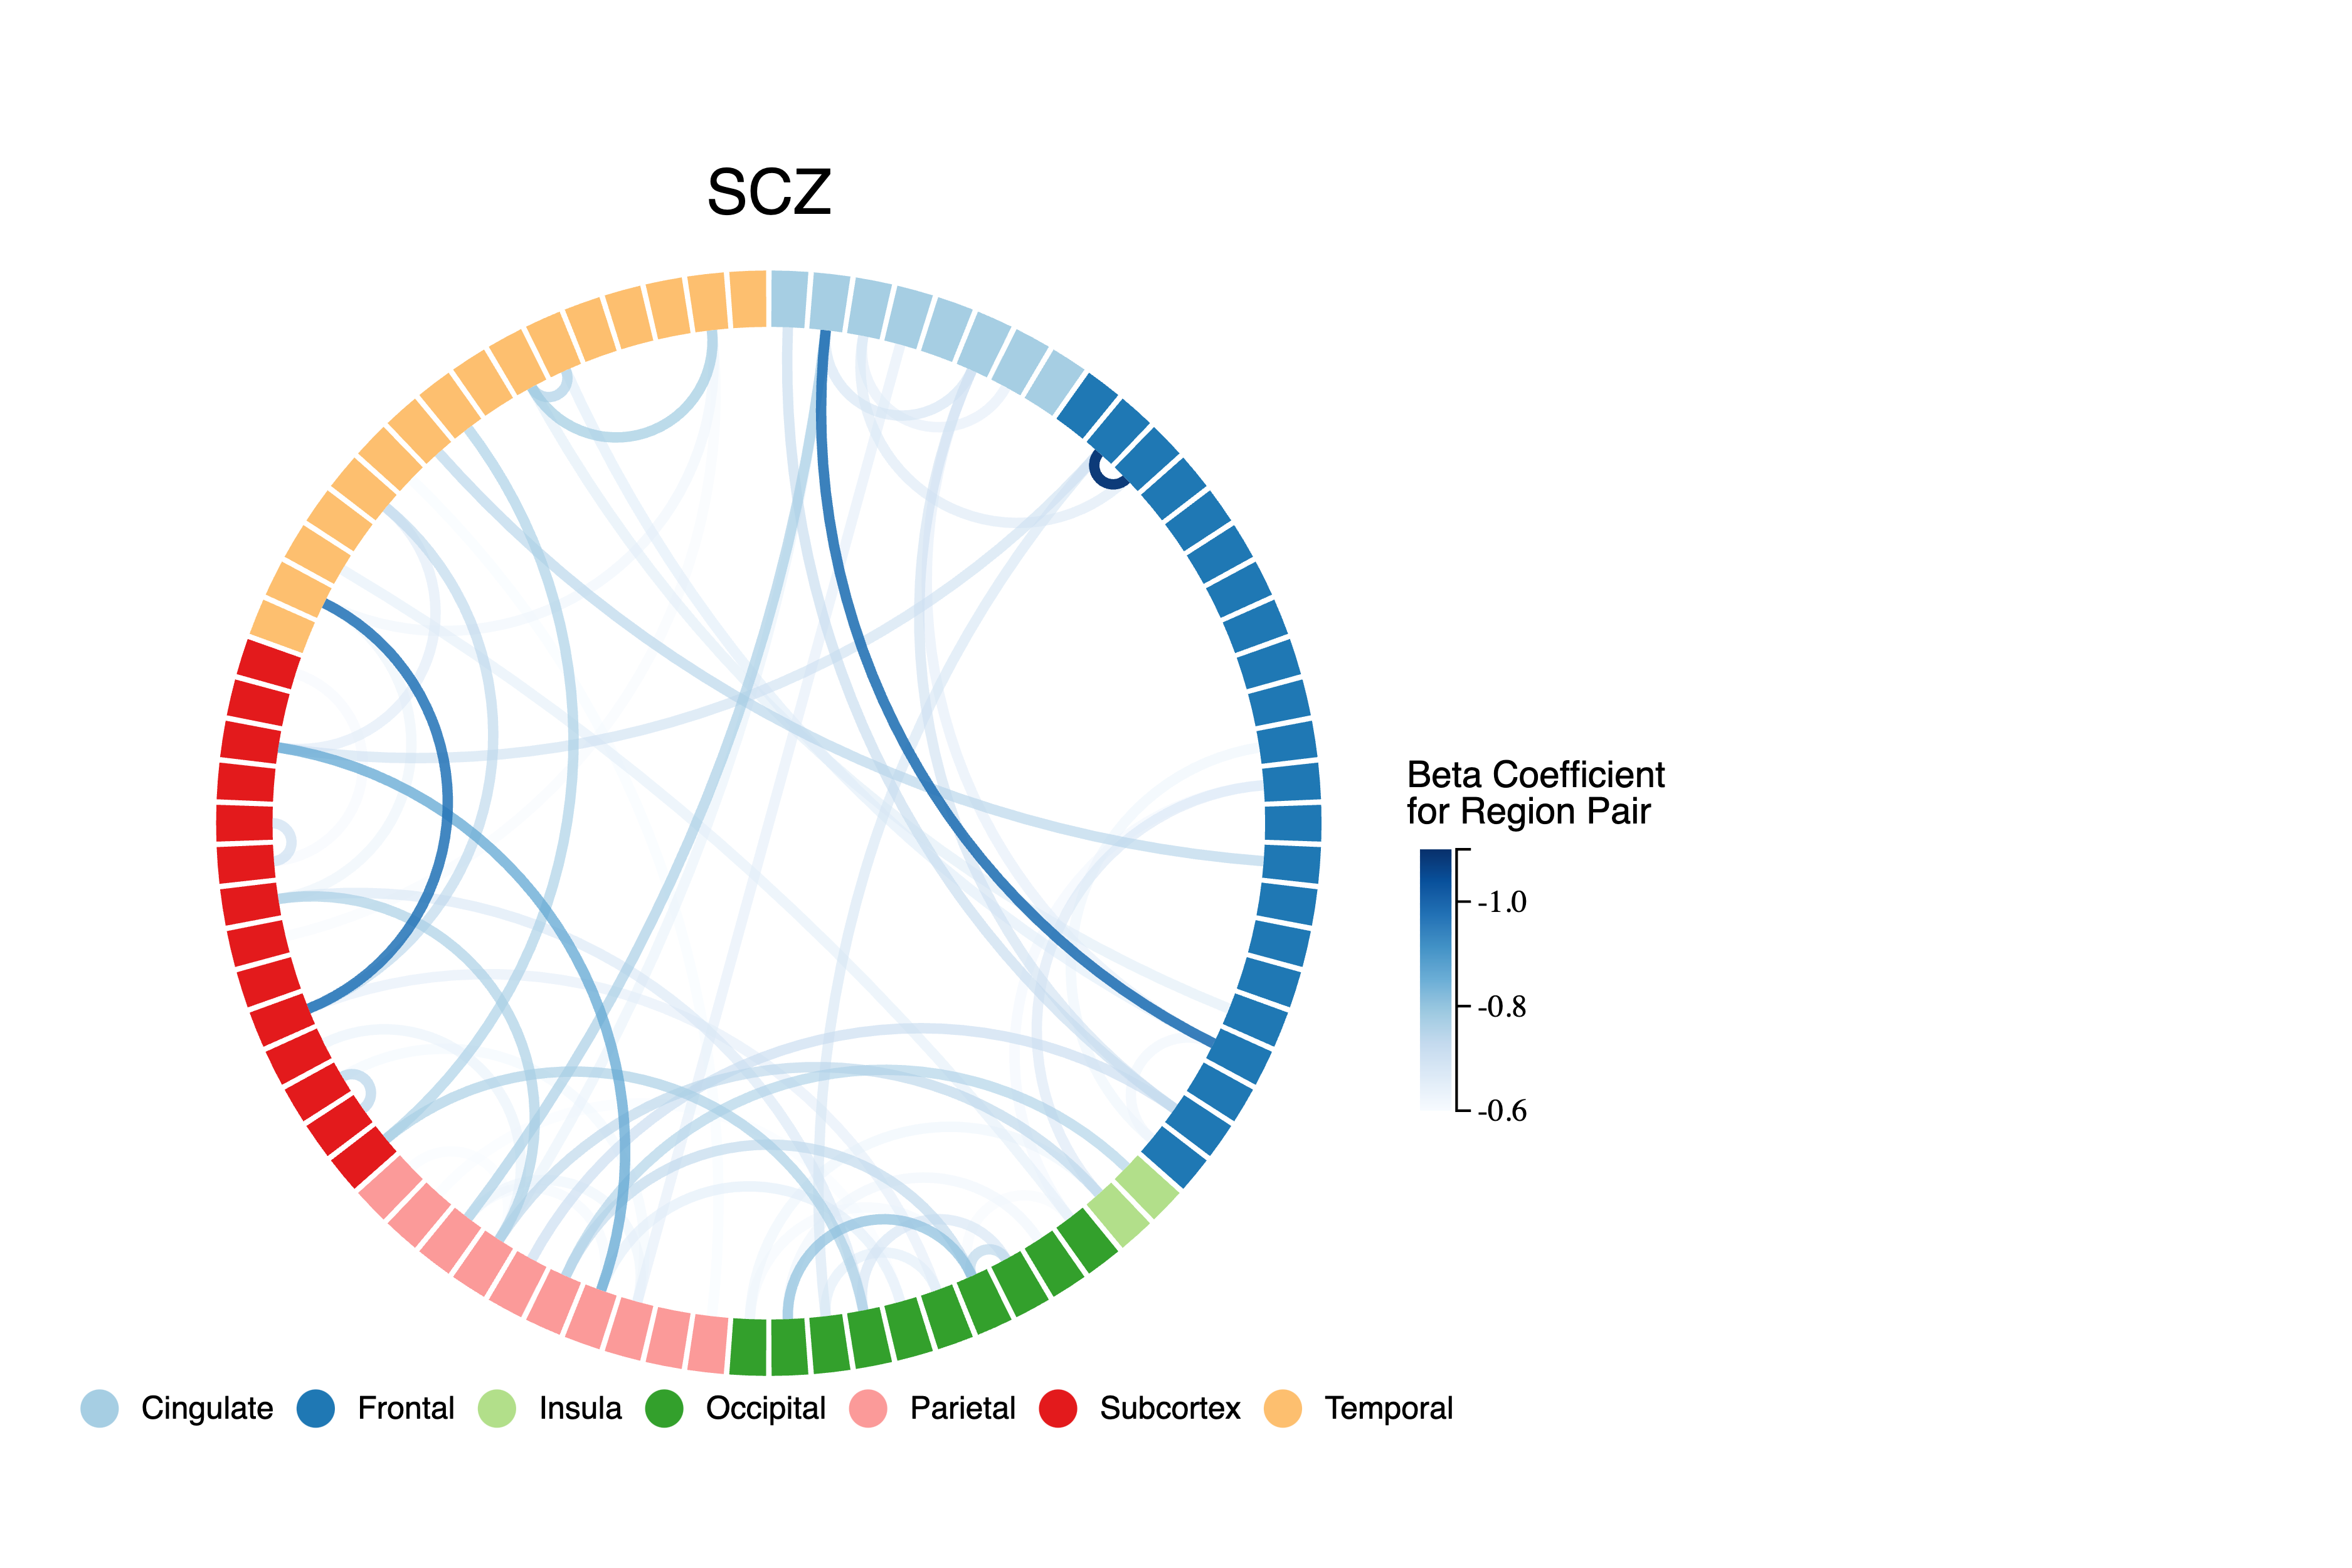 SCZ
Beta Coefficient
for Region Pair
-1.0
-0.8
-0.6
Cingulate Frontal Insula Occipital Parietal Subcortex Temporal